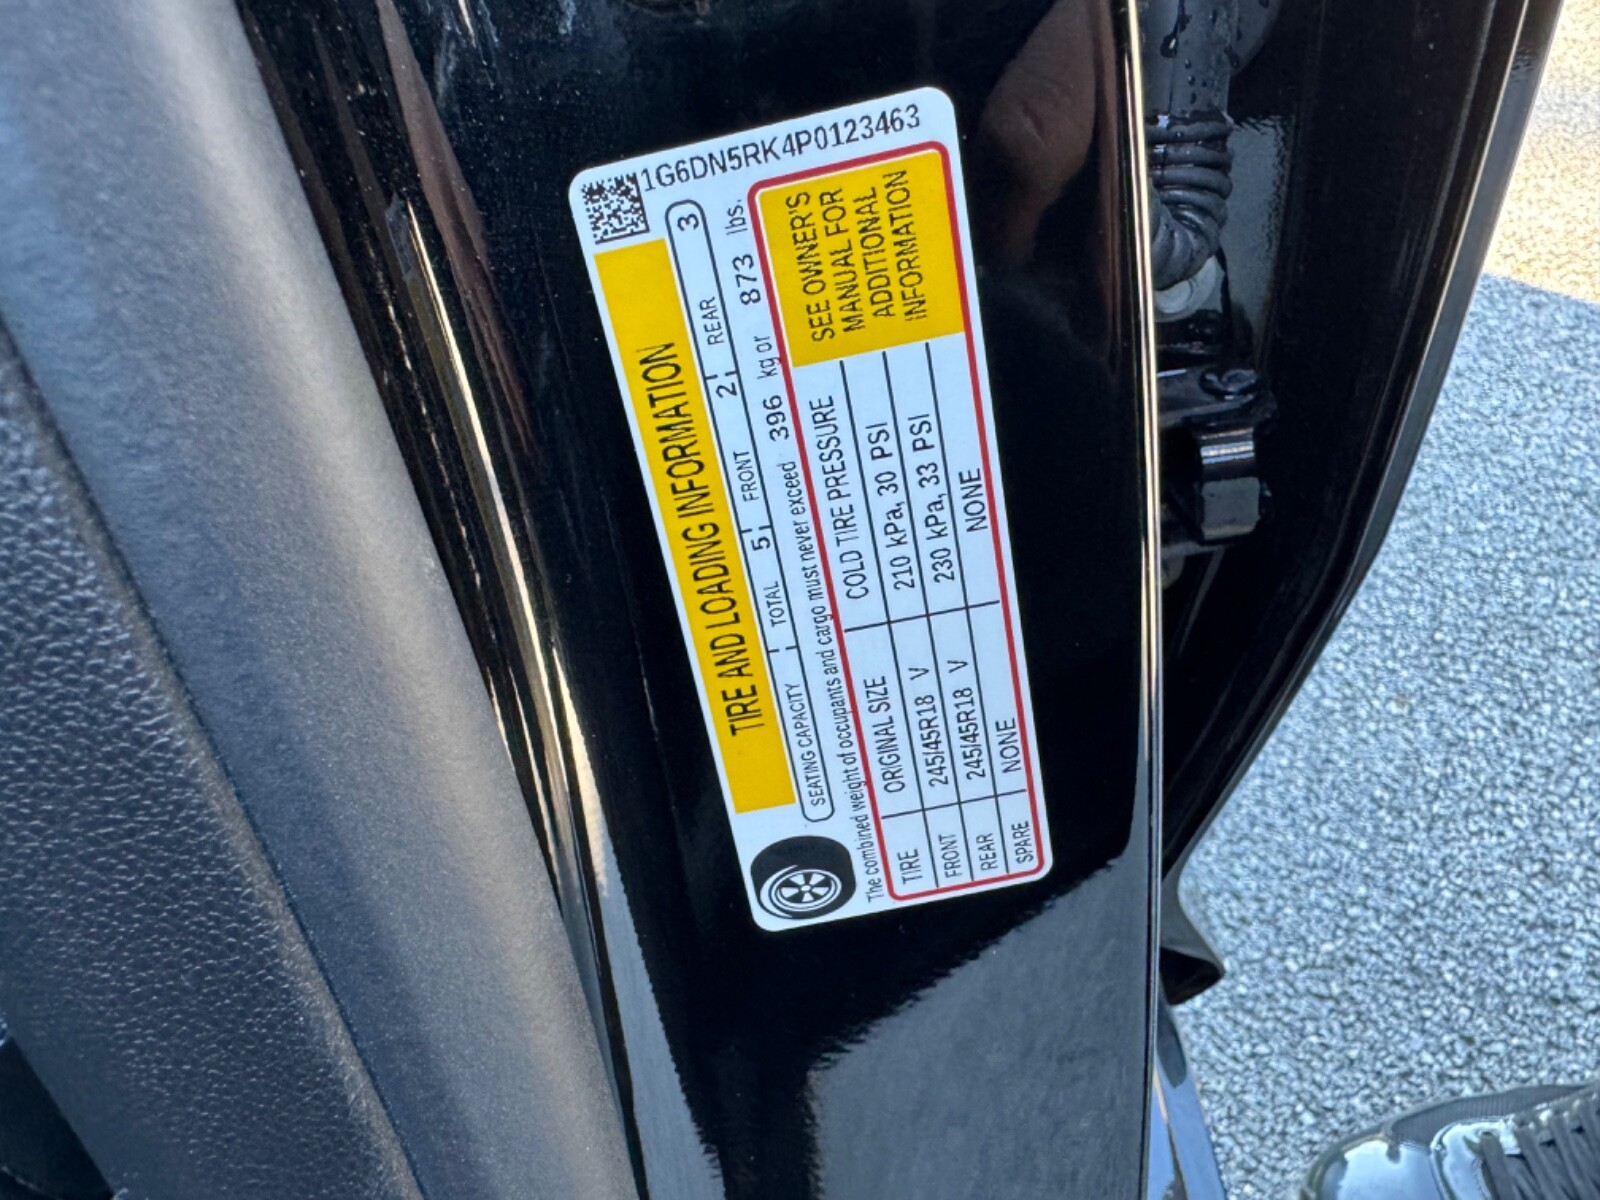 1G6DN5RK4P0123463
TIRE AND LOADING INFORMATION
SEATING CAPACITY TOTAL 5 FRONT 2 REAR 3
The combined weight of occupants and cargo must never exceed 396 kg or 873 lbs.
TIRE ORIGINAL SIZE COLD TIRE PRESSURE
FRONT 245/45R18 V 210 kPa, 30 PSI
REAR 245/45R18 V 230 kPa, 33 PSI
SPARE NONE NONE
SEE OWNER'S
MANUAL FOR
ADDITIONAL
INFORMATION